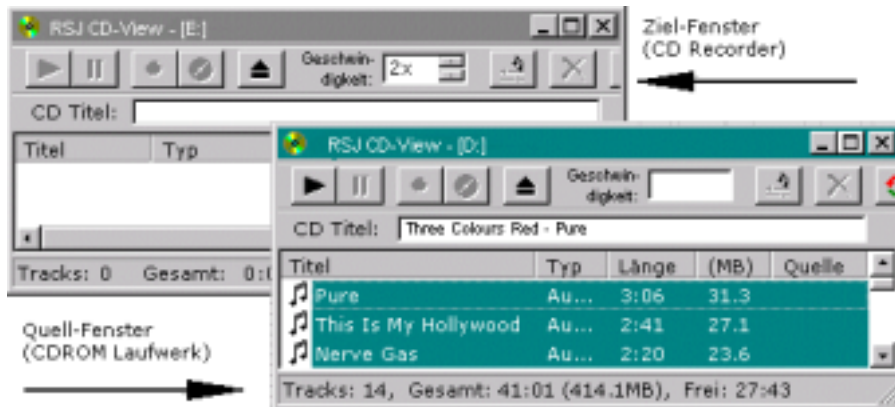 RSJ CD-View - [E:]
Geschwin-
digkeit: 2x
CD Titel:
Titel Typ
Tracks: 0 Gesamt: 0:0
Ziel-Fenster
(CD Recorder)
RSJ CD-View - [D:]
Geschwin-
digkeit:
CD Titel: Three Colours Red - Pure
Titel Typ Länge (MB) Quelle
Pure Au... 3:06 31.3
This Is My Hollywood Au... 2:41 27.1
Nerve Gas Au... 2:20 23.6
Tracks: 14, Gesamt: 41:01 (414.1MB), Frei: 27:43
Quell-Fenster
(CDROM Laufwerk)